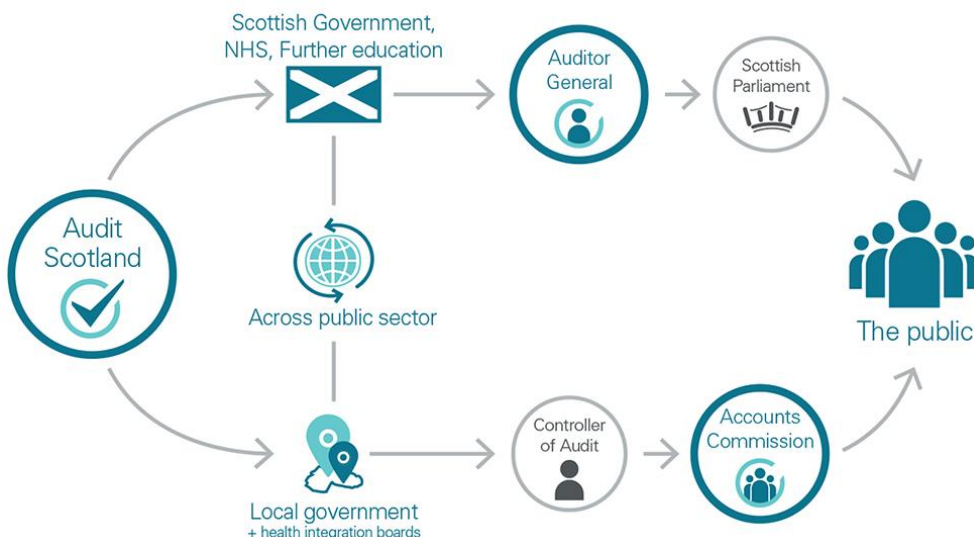 Scottish Government,
NHS, Further education
Auditor
General
Scottish
Parliament
Audit
Scotland
Across public sector
The public
Controller
of Audit
Accounts
Commission
Local government
+ health integration boards